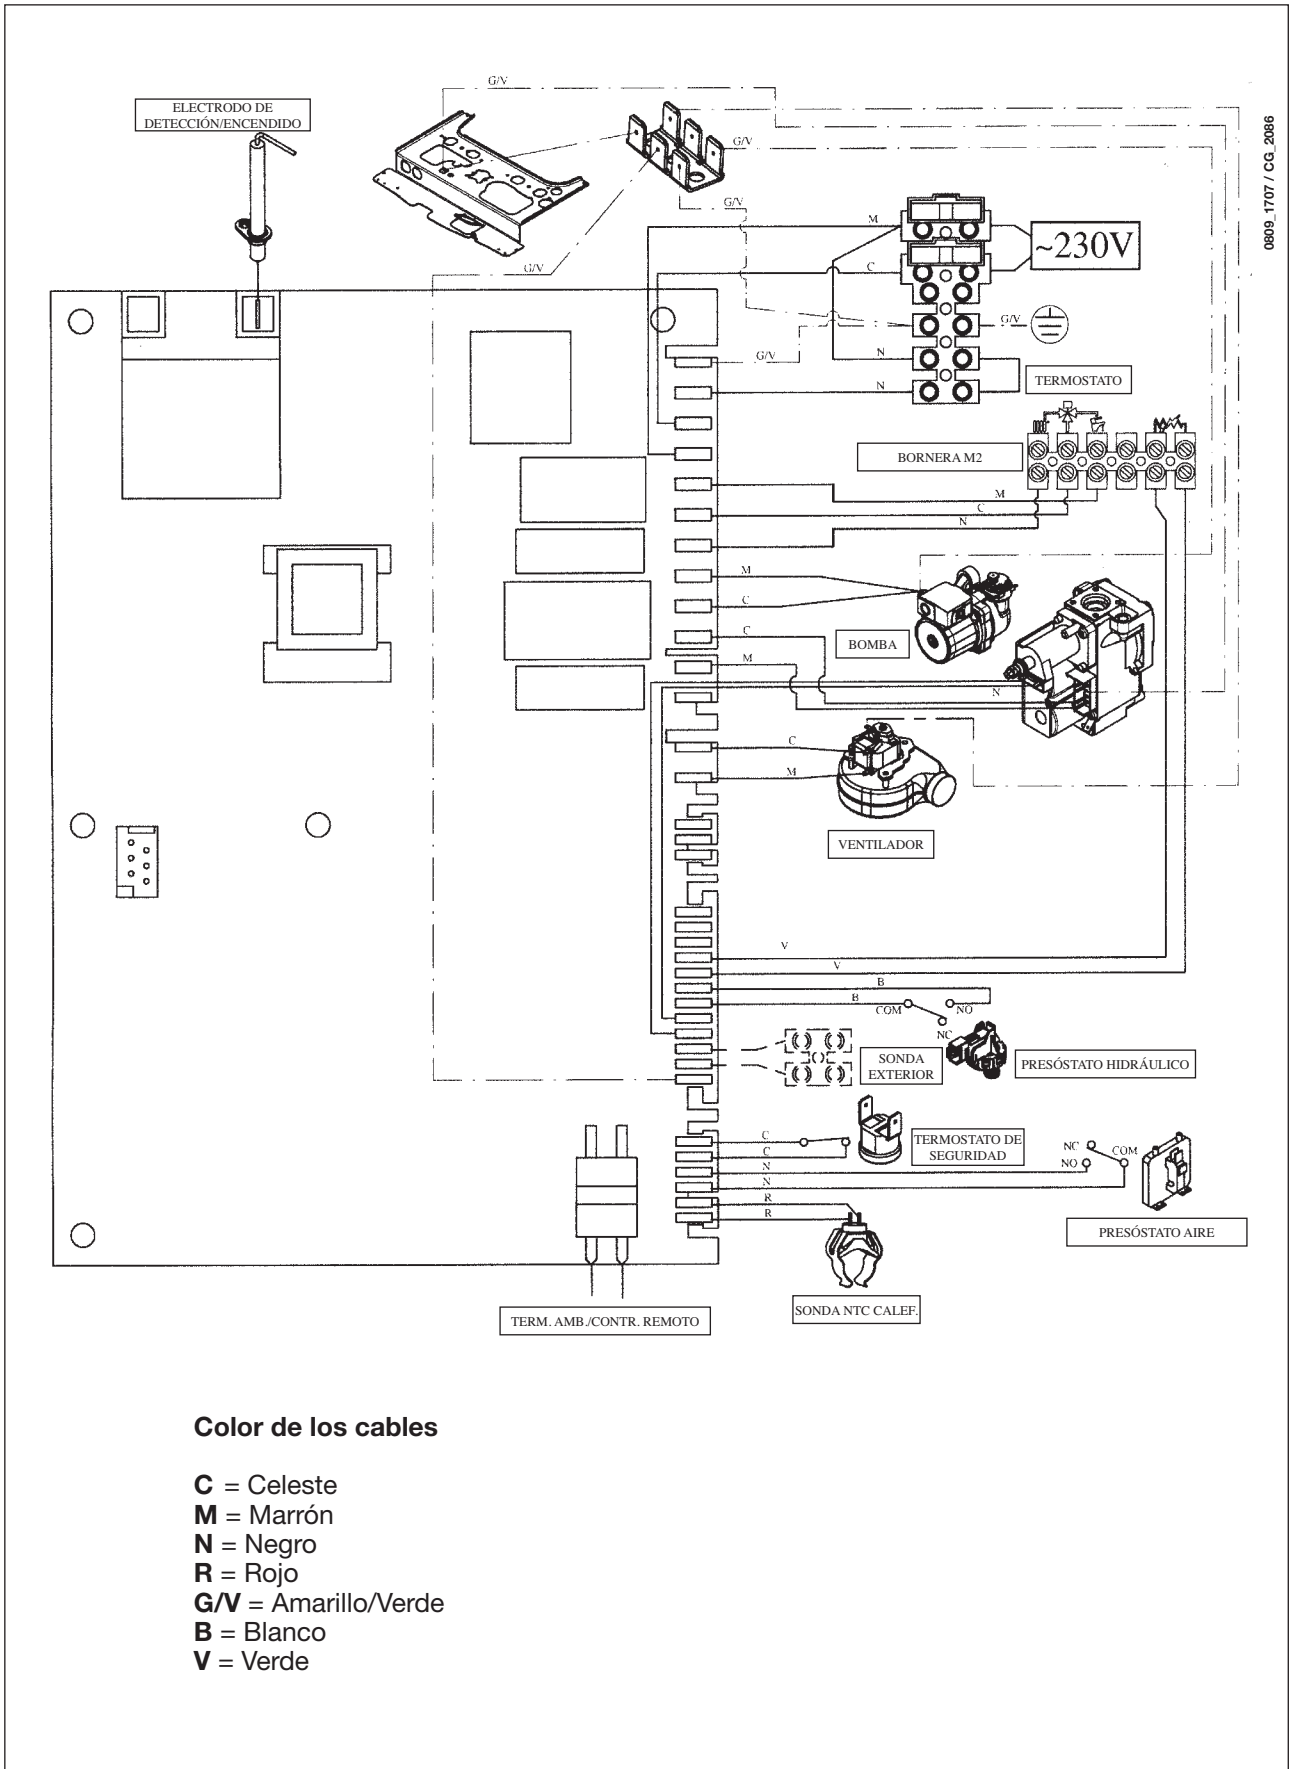 G/V
ELECTRODO DE
DETECCIÓN/ENCENDIDO
0809_1707 / CG_2086
G/V
G/V
M
~230V
G/V
C
G/V
G/V
N
TERMOSTATO
N
BORNERA M2
M
C
N
M
C
C
BOMBA
M
N
C
M
VENTILADOR
V
V
B
B
COM
NO
NC
SONDA
EXTERIOR
PRESÓSTATO HIDRÁULICO
C
TERMOSTATO DE
SEGURIDAD
C
NC
COM
NO
N
N
R
R
PRESÓSTATO AIRE
SONDA NTC CALEF.
TERM. AMB./CONTR. REMOTO
Color de los cables
C = Celeste
M = Marrón
N = Negro
R = Rojo
G/V = Amarillo/Verde
B = Blanco
V = Verde